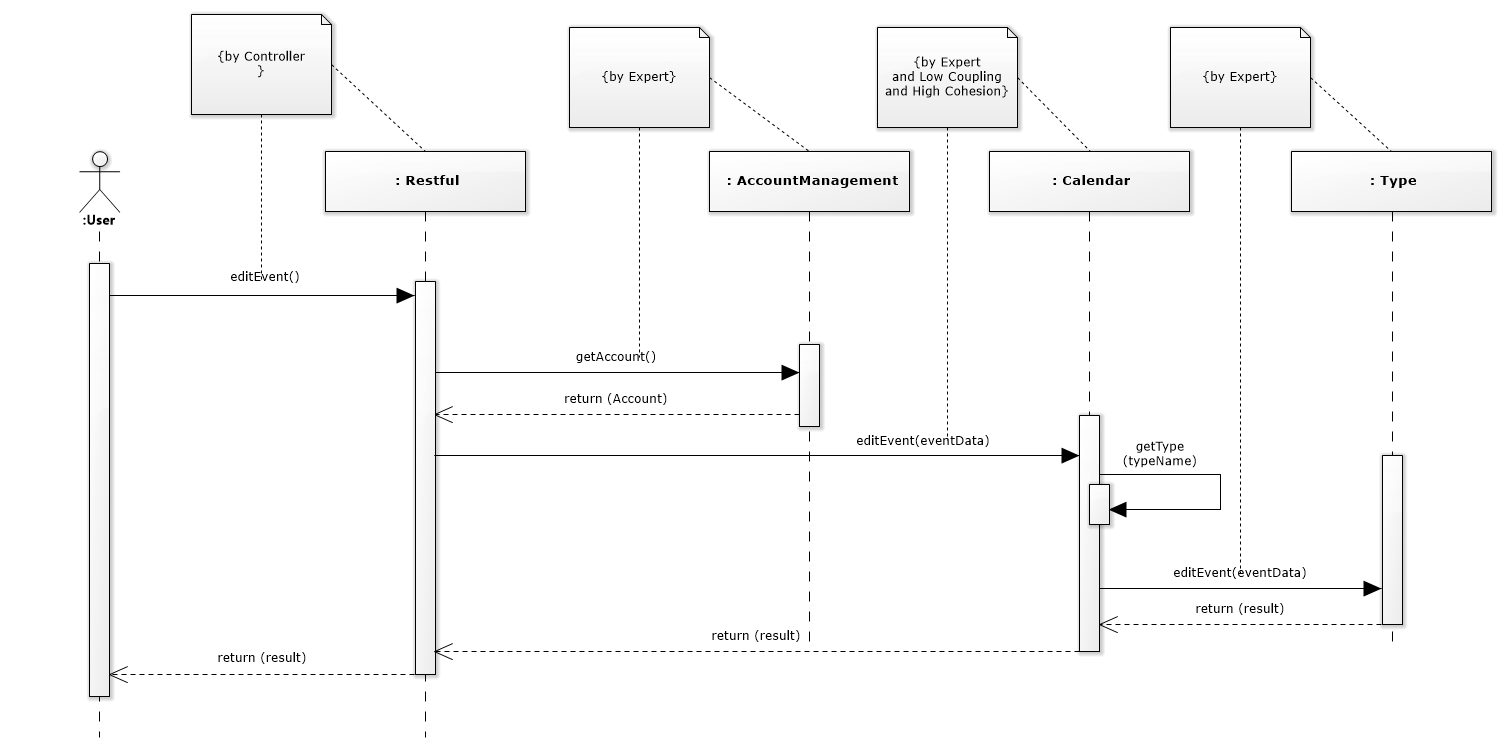 {by Controller
}
{by Expert}
{by Expert
and Low Coupling
and High Cohesion}
{by Expert}
:User
: Restful
: AccountManagement
: Calendar
: Type
editEvent()
getAccount()
return (Account)
editEvent(eventData)
getType
(typeName)
editEvent(eventData)
return (result)
return (result)
return (result)